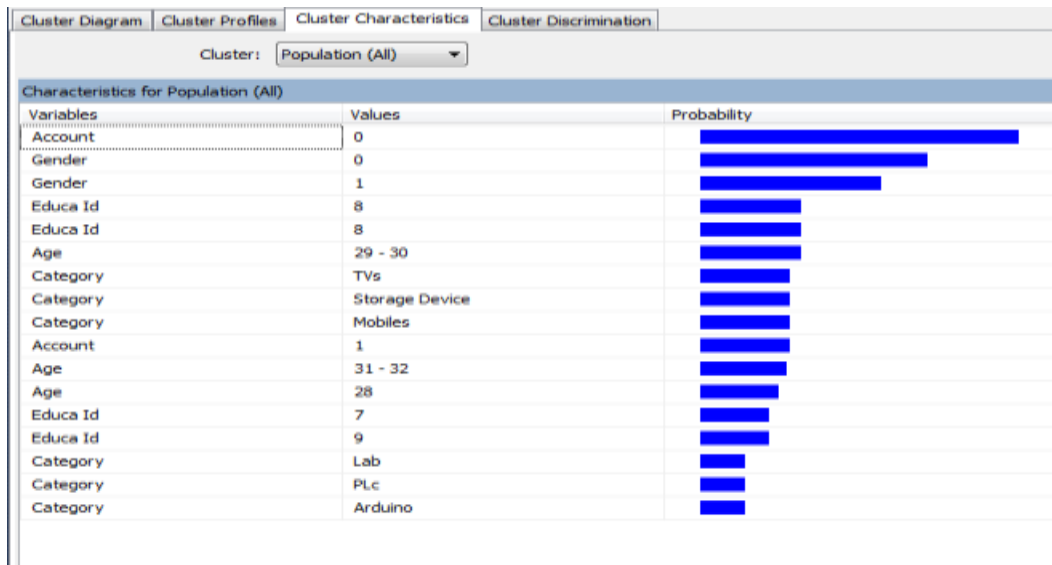 Cluster Diagram Cluster Profiles Cluster Characteristics Cluster Discrimination
Cluster: Population (All)
Characteristics for Population (All)
Variables Values Probability
Account 0
Gender 0
Gender 1
Educa Id 8
Educa Id 8
Age 29 - 30
Category TVs
Category Storage Device
Category Mobiles
Account 1
Age 31 - 32
Age 28
Educa Id 7
Educa Id 9
Category Lab
Category PLc
Category Arduino